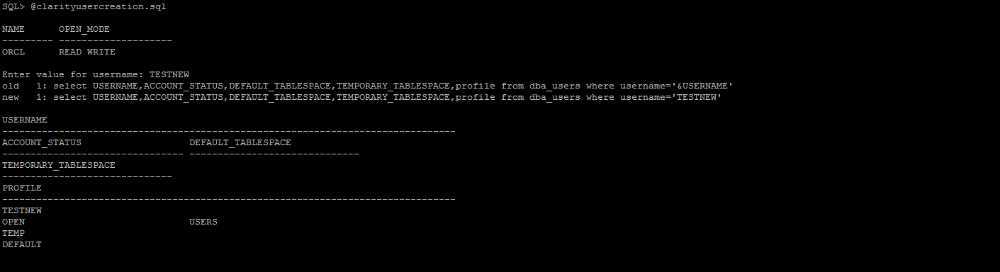 SQL> @clarityusercreation.sql
NAME      OPEN_MODE
--------- --------------------
ORCL      READ WRITE
Enter value for username: TESTNEW
old   1: select USERNAME,ACCOUNT_STATUS,DEFAULT_TABLESPACE,TEMPORARY_TABLESPACE,profile from dba_users where username='&USERNAME'
new   1: select USERNAME,ACCOUNT_STATUS,DEFAULT_TABLESPACE,TEMPORARY_TABLESPACE,profile from dba_users where username='TESTNEW'
USERNAME
--------------------------------------------------------------------------------
ACCOUNT_STATUS                   DEFAULT_TABLESPACE
-------------------------------- ------------------------------
TEMPORARY_TABLESPACE
------------------------------
PROFILE
--------------------------------------------------------------------------------
TESTNEW
OPEN                             USERS
TEMP
DEFAULT